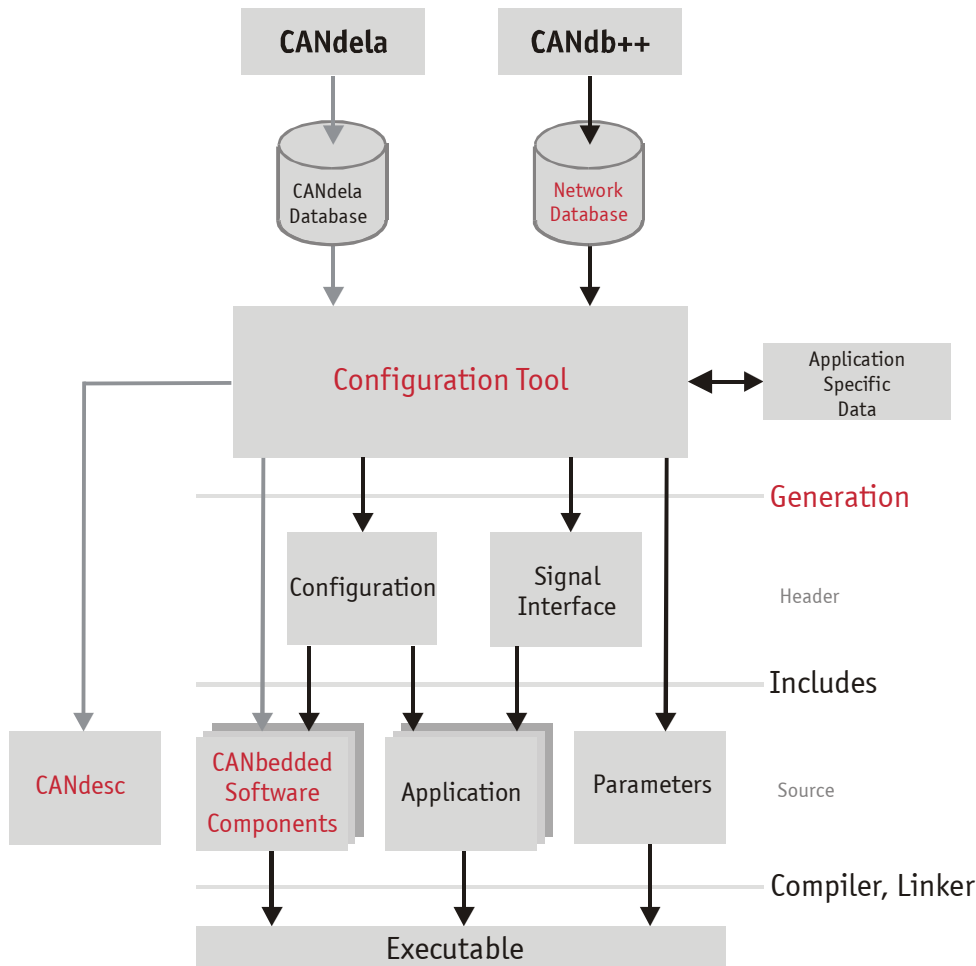 CANdela
CANdb++
CANdela
Database
Network
Database
Configuration Tool
Application
Specific
Data
Generation
Configuration
Signal
Interface
Header
Includes
CANdesc
CANbedded
Software
Components
Application
Parameters
Source
Compiler, Linker
Executable